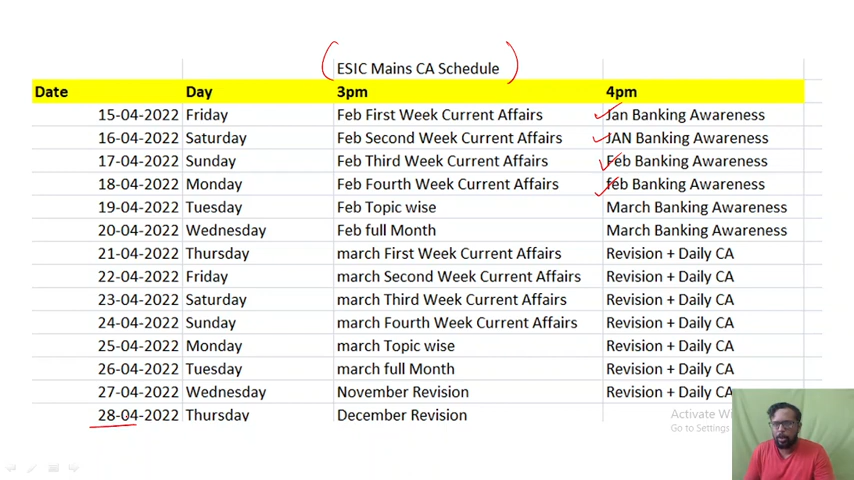 ESIC Mains CA Schedule
Date Day 3pm 4pm
15-04-2022 Friday Feb First Week Current Affairs Jan Banking Awareness
16-04-2022 Saturday Feb Second Week Current Affairs JAN Banking Awareness
17-04-2022 Sunday Feb Third Week Current Affairs Feb Banking Awareness
18-04-2022 Monday Feb Fourth Week Current Affairs feb Banking Awareness
19-04-2022 Tuesday Feb Topic wise March Banking Awareness
20-04-2022 Wednesday Feb full Month March Banking Awareness
21-04-2022 Thursday march First Week Current Affairs Revision + Daily CA
22-04-2022 Friday march Second Week Current Affairs Revision + Daily CA
23-04-2022 Saturday march Third Week Current Affairs Revision + Daily CA
24-04-2022 Sunday march Fourth Week Current Affairs Revision + Daily CA
25-04-2022 Monday march Topic wise Revision + Daily CA
26-04-2022 Tuesday march full Month Revision + Daily CA
27-04-2022 Wednesday November Revision Revision + Daily CA
28-04-2022 Thursday December Revision
Activate
Go to Settings